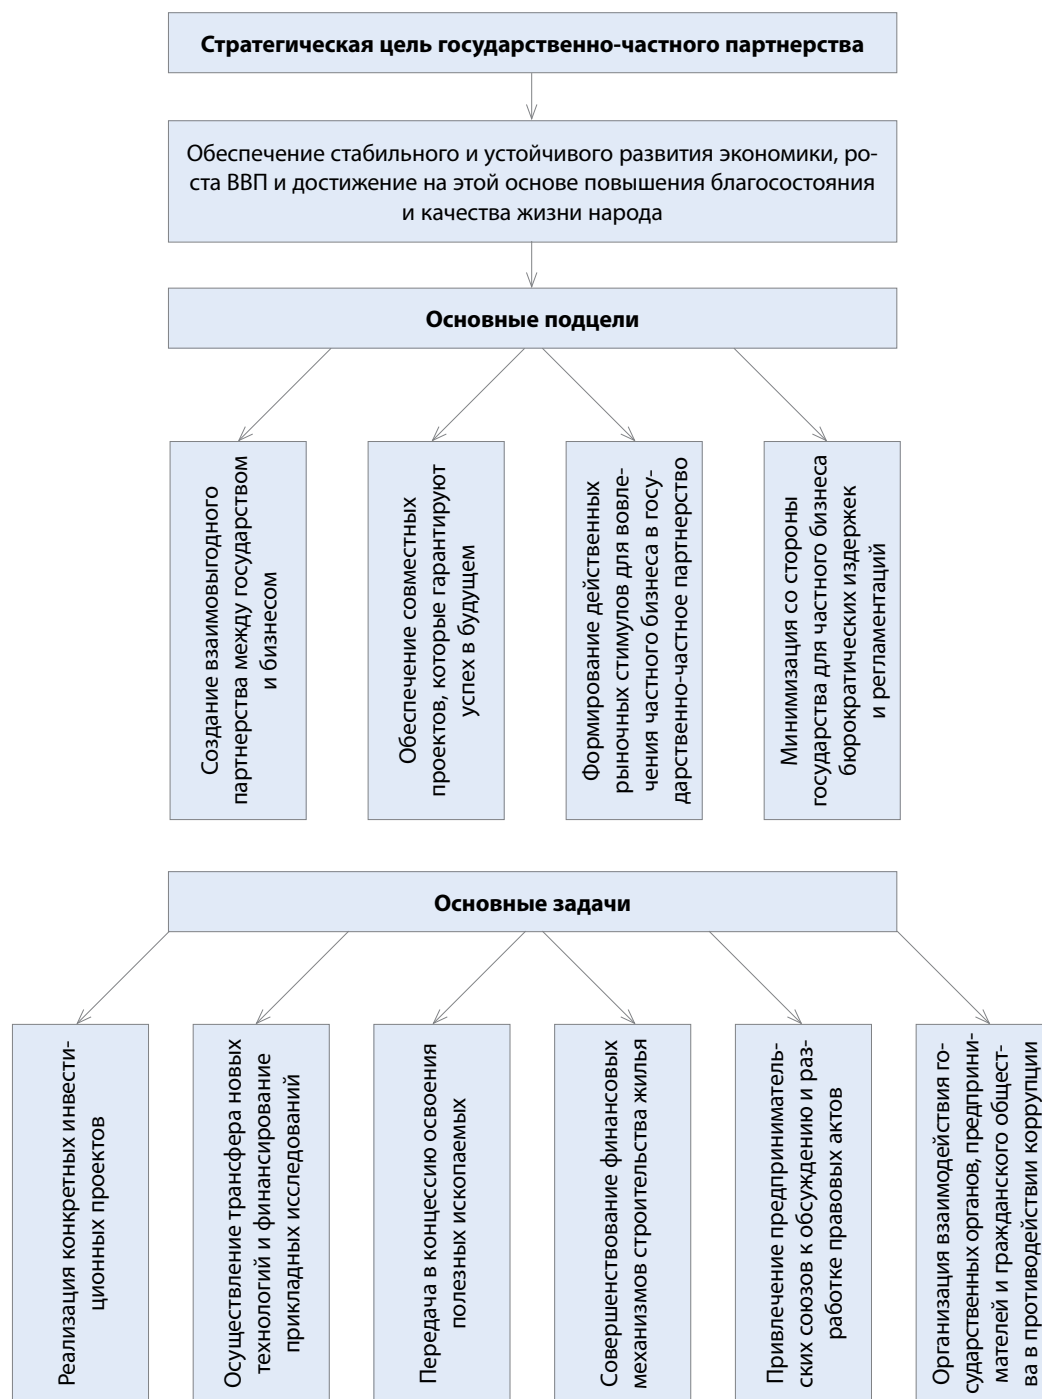 Стратегическая цель государственно-частного партнерства
Обеспечение стабильного и устойчивого развития экономики, ро-
ста ВВП и достижение на этой основе повышения благосостояния
и качества жизни народа
Основные подцели
Создание взаимовыгодного
партнерства между государством
и бизнесом
Обеспечение совместных
проектов, которые гарантируют
успех в будущем
Формирование действенных
рыночных стимулов для вовле-
чения частного бизнеса в госу-
дарственно-частное партнерство
Минимизация со стороны
государства для частного бизнеса
бюрократических издержек
и регламентаций
Основные задачи
Реализация конкретных инвести-
ционных проектов
Осуществление трансфера новых
технологий и финансирование
прикладных исследований
Передача в концессию освоения
полезных ископаемых
Совершенствование финансовых
механизмов строительства жилья
Привлечение предприниматель-
ских союзов к обсуждению и раз-
работке правовых актов
Организация взаимодействия го-
сударственных органов, предприни-
мателей и гражданского общест-
ва в противодействии коррупции